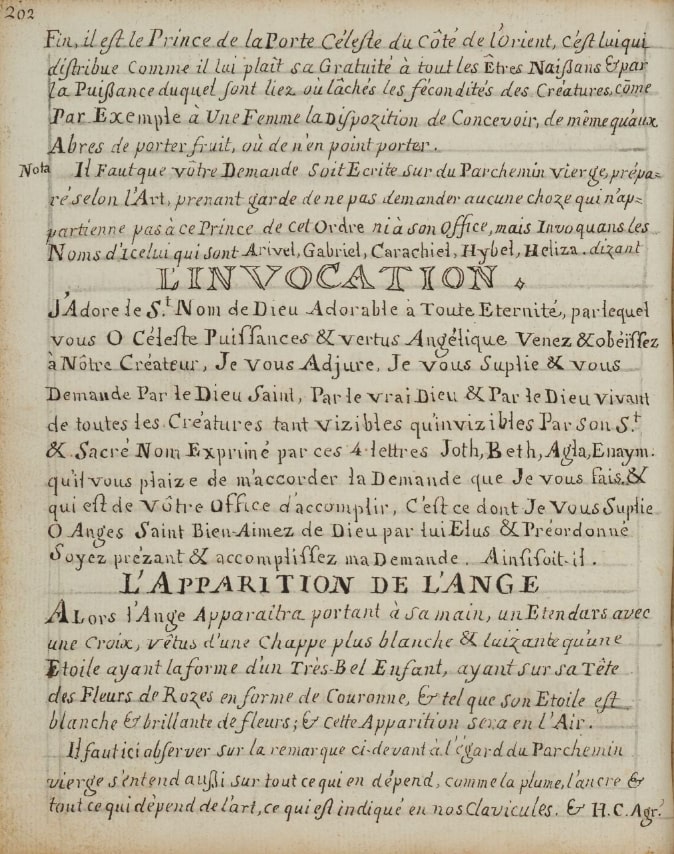 202
Fin, il est le Prince de la Porte Céleste du Côté de l'Orient, c'est lui qui
distribue Comme il lui plaît sa Gratuité à tout les Êtres Naißans & par
la Puißance duquel sont liez où lâchés les fécondités des Créatures, côme
Par Exemple à Une Femme la Dispozition de Concevoir, de même qu'aux
Abres de porter fruit, où de n'en point porter.
Nota Il Faut que vôtre Demande soit Ecrite sur du Parchemin vierge, prépa=
ré selon l'Art, prenant garde de ne pas demander aucune choze qui n'ap=
partienne pas à ce Prince de cet Ordre ni à son Office, mais Invoquans les
Noms d'icelui qui sont Arivel, Gabriel, Carachiel, Hybel, Heliza. dizant
L'INVOCATION.
J'Adore le S.t Nom de Dieu Adorable à Toute Eternité, par lequel
vous O Céleste Puissances & vertus Angélique Venez & obéissez
à Nôtre Créateur, Je vous Adjure, Je vous Suplie & vous
Demande Par le Dieu Saint, Par le vrai Dieu & Par le Dieu vivant
de toutes les Créatures tant vizibles qu'invizibles Par son S.t
& Sacré Nom Exprimé par ces 4 lettres Joth, Beth, Agla, Enaym.
qu'il vous plaize de m'accorder la Demande que Je vous fais, &
qui est de vôtre Office d'accomplir, C'est ce dont Je Vous Suplie
O Anges Saint Bien-Aimez de Dieu par lui Elus & Préordonné
Soyez prézant & accomplissez ma Demande. Ainsi soit-il.
L'APPARITION DE L'ANGE
ALors l'Ange Apparaîtra portant à sa main, un Etendars avec
une Croix, vêtus d'une Chappe plus blanche & luizante qu'une
Etoile ayant la forme d'un Très-Bel Enfant, ayant sur sa Tête
des Fleurs de Rozes en forme de Couronne, & tel que son Etoile est
blanche & brillante de fleurs; & cette Apparition sera en l'Air.
Il faut ici observer sur la remarque ci-devant à l'égard du Parchemin
vierge s'entend außi sur tout ce qui en dépend, comme la plume, l'ancre &
tout ce qui dépend de l'art, ce qui est indiqué en nos Clavicules. & H. C. Agr.